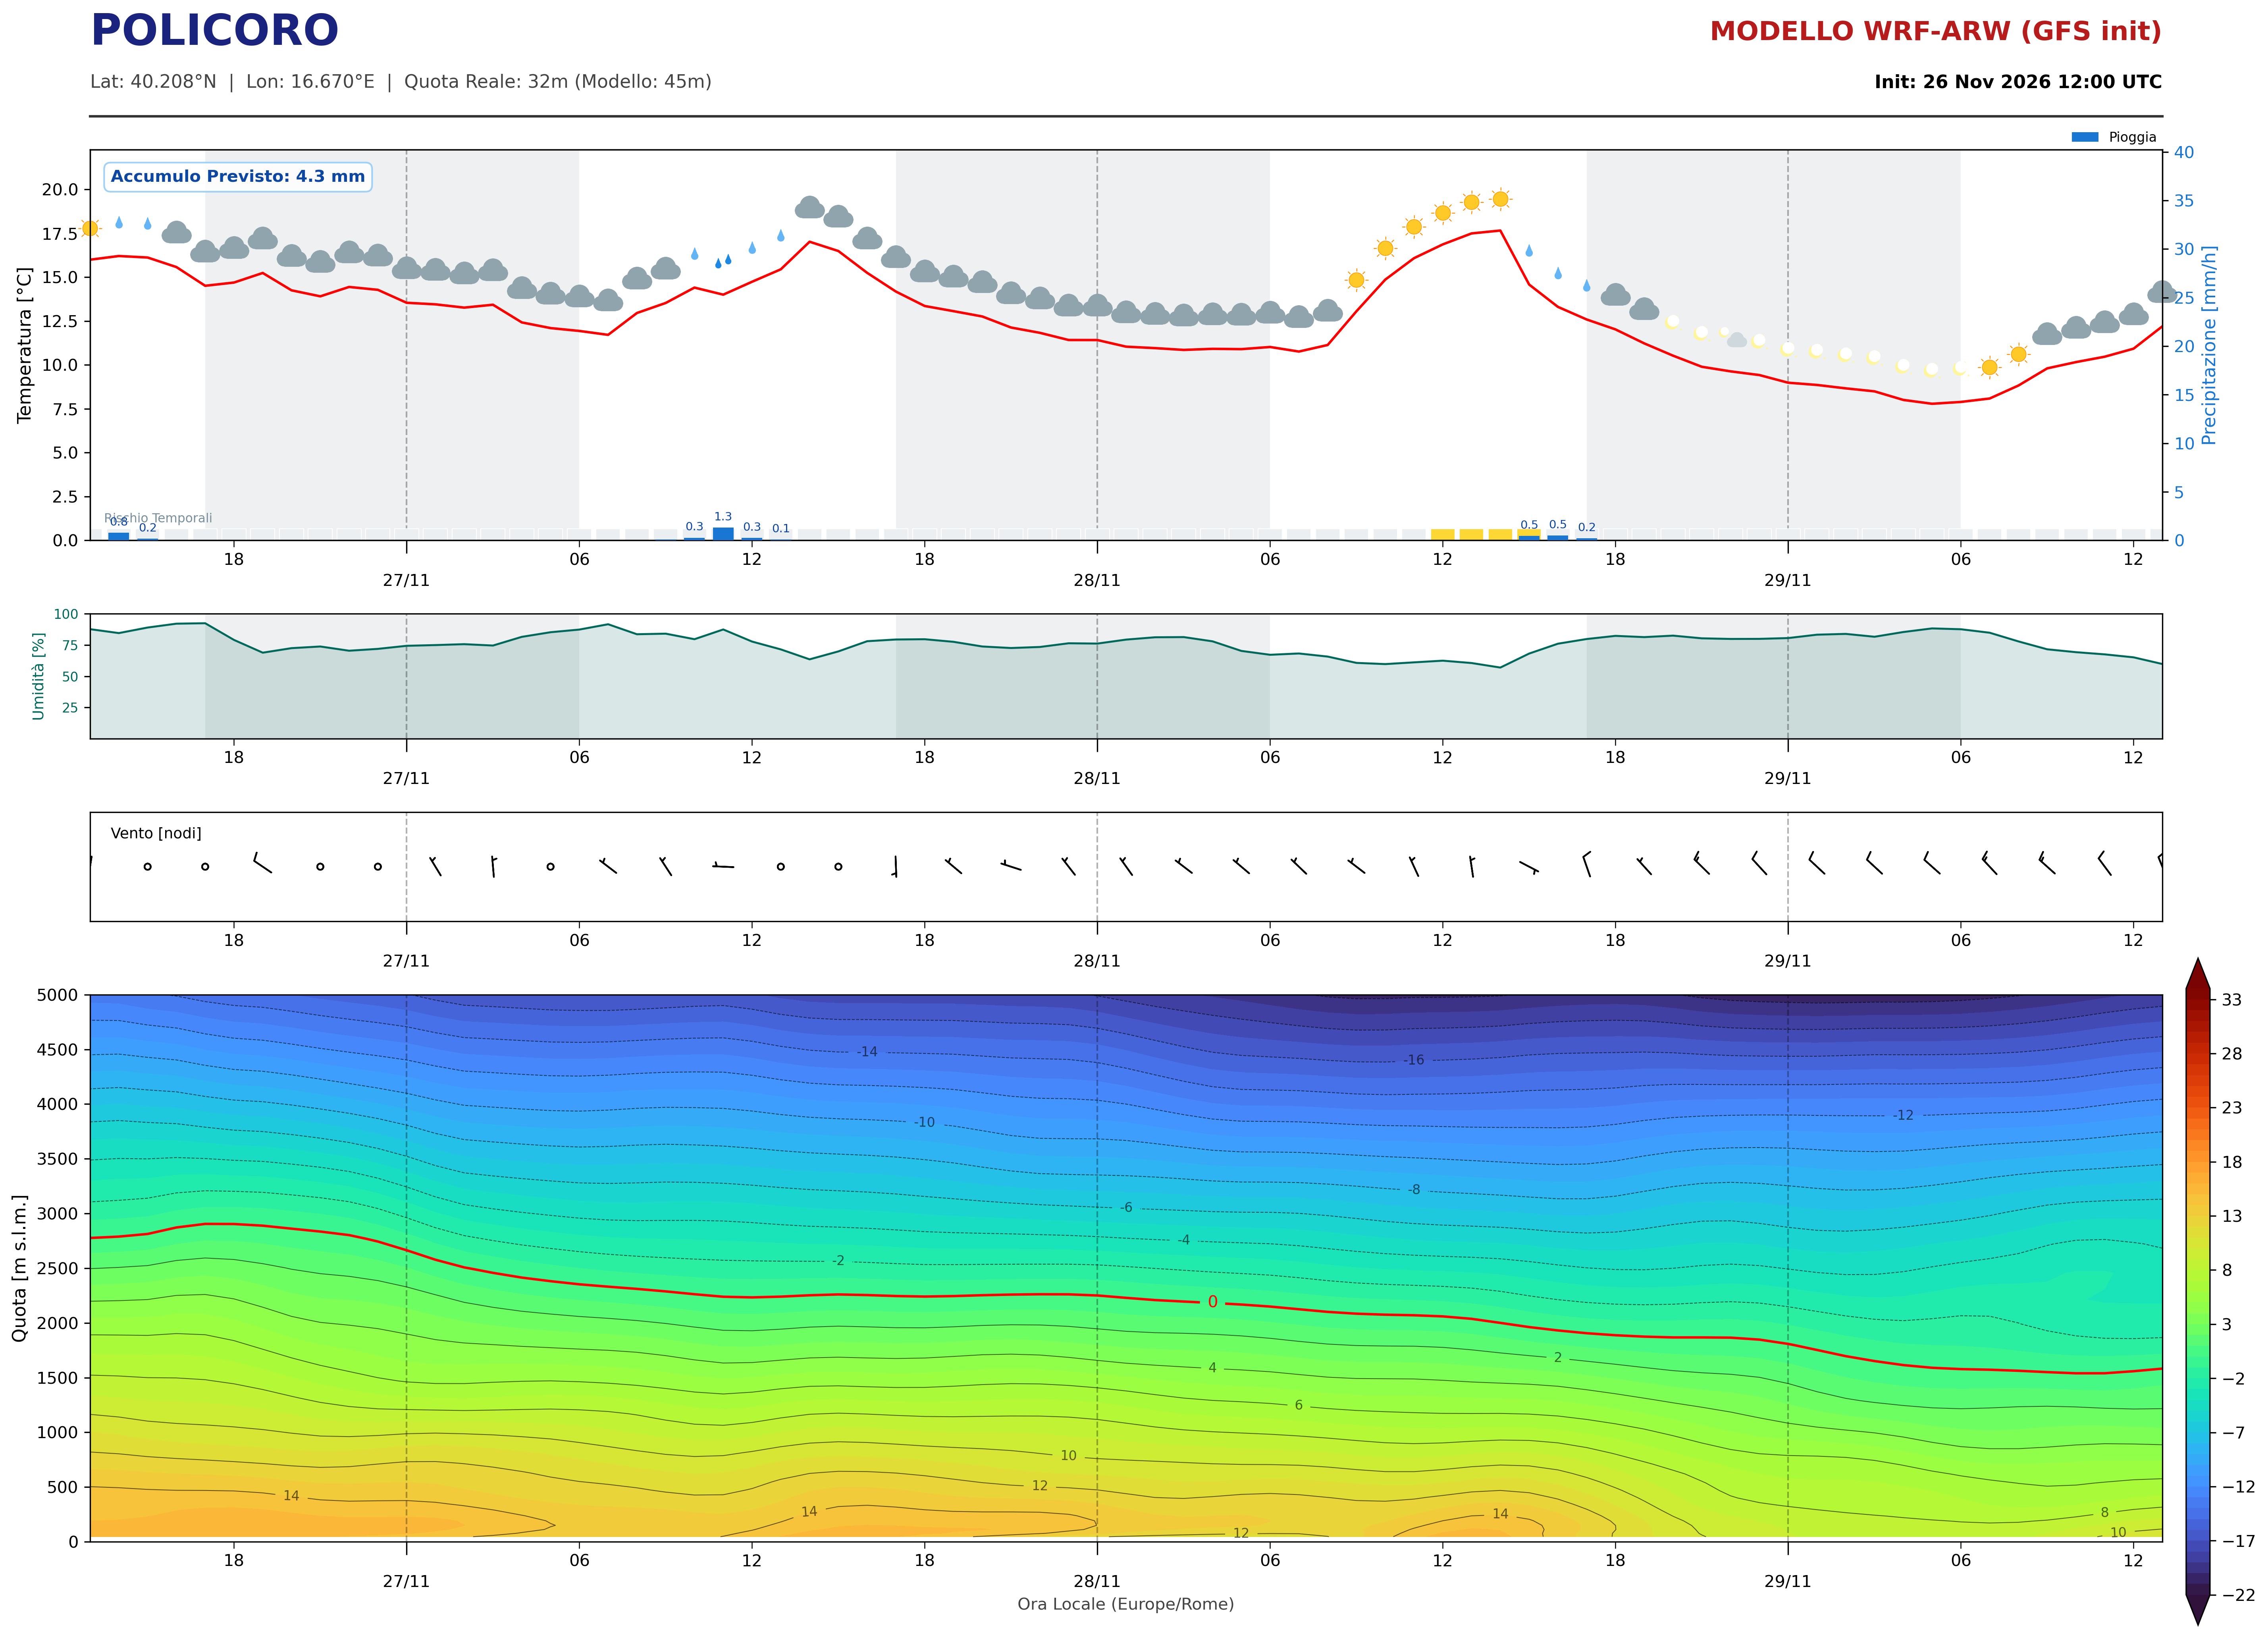 POLICORO
MODELLO WRF-ARW (GFS init)
Lat: 40.208°N | Lon: 16.670°E | Quota Reale: 32m (Modello: 45m)
Init: 26 Nov 2026 12:00 UTC
Pioggia
Accumulo Previsto: 4.3 mm
Temperatura [°C]
20.0
17.5
15.0
12.5
10.0
7.5
5.0
2.5
0.0
Precipitazione [mm/h]
40
35
30
25
20
15
10
5
0
Rischio Temporali
0.8 0.2 0.3 1.3 0.3 0.1 0.5 0.5 0.2
18 06 12 18 06 12 18 06 12
27/11 28/11 29/11
Umidità [%]
100
75
50
25
18 06 12 18 06 12 18 06 12
27/11 28/11 29/11
Vento [nodi]
18 06 12 18 06 12 18 06 12
27/11 28/11 29/11
Quota [m s.l.m.]
5000
4500
4000
3500
3000
2500
2000
1500
1000
500
0
-14 -16
-10 -12
-8
-6
-4
-2
0
2
4
6
10
12
14 14 14 8
12 10
18 06 12 18 06 12 18 06 12
27/11 28/11 29/11
Ora Locale (Europe/Rome)
33
28
23
18
13
8
3
−2
−7
−12
−17
−22